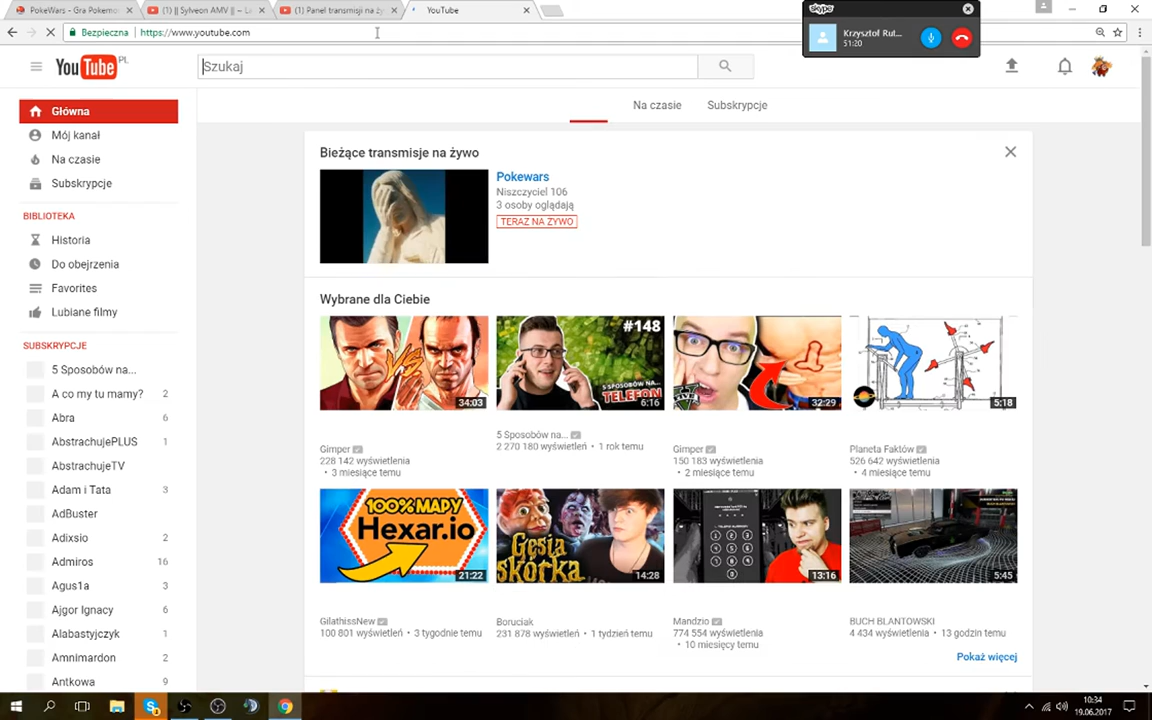 PokeWars - Gra Pokemo
(1) || Sylveon AMV || – L
(1) Panel transmisji na ży
YouTube
Bezpieczna
https://www.youtube.com
skype
Krzysztof Rut...
51:20
YouTube PL
Szukaj
Główna
Mój kanał
Na czasie
Subskrypcje
BIBLIOTEKA
Historia
Do obejrzenia
Favorites
Lubiane filmy
SUBSKRYPCJE
5 Sposobów na...
A co my tu mamy? 2
Abra 6
AbstrachujePLUS 1
AbstrachujeTV
Adam i Tata 3
AdBuster
Adixsio 2
Admiros 16
Agus1a 3
Ajgor Ignacy 6
Alabastyjczyk 1
Amnimardon 2
Antkowa 9
Na czasie
Subskrypcje
Bieżące transmisje na żywo
Pokewars
Niszczyciel 106
3 osoby oglądają
TERAZ NA ŻYWO
Wybrane dla Ciebie
VS
34:03
#148
5 SPOSOBÓW NA...
TELEFON
6:16
32:29
5:18
Gimper
228 142 wyświetlenia
• 3 miesiące temu
5 Sposobów na...
2 270 180 wyświetleń • 1 rok temu
Gimper
150 183 wyświetlenia
• 2 miesiące temu
Planeta Faktów
526 642 wyświetlenia
• 4 miesiące temu
100% MAPY
Hexar.io
21:22
Gęsia
skórka
14:28
13:16
5:45
GilathissNew
100 801 wyświetleń • 3 tygodnie temu
Boruciak
231 878 wyświetleń • 1 tydzień temu
Mandzio
774 554 wyświetlenia
• 10 miesięcy temu
BUCH BLANTOWSKI
4 434 wyświetlenia • 13 godzin temu
Pokaż więcej
10:34
19.06.2017